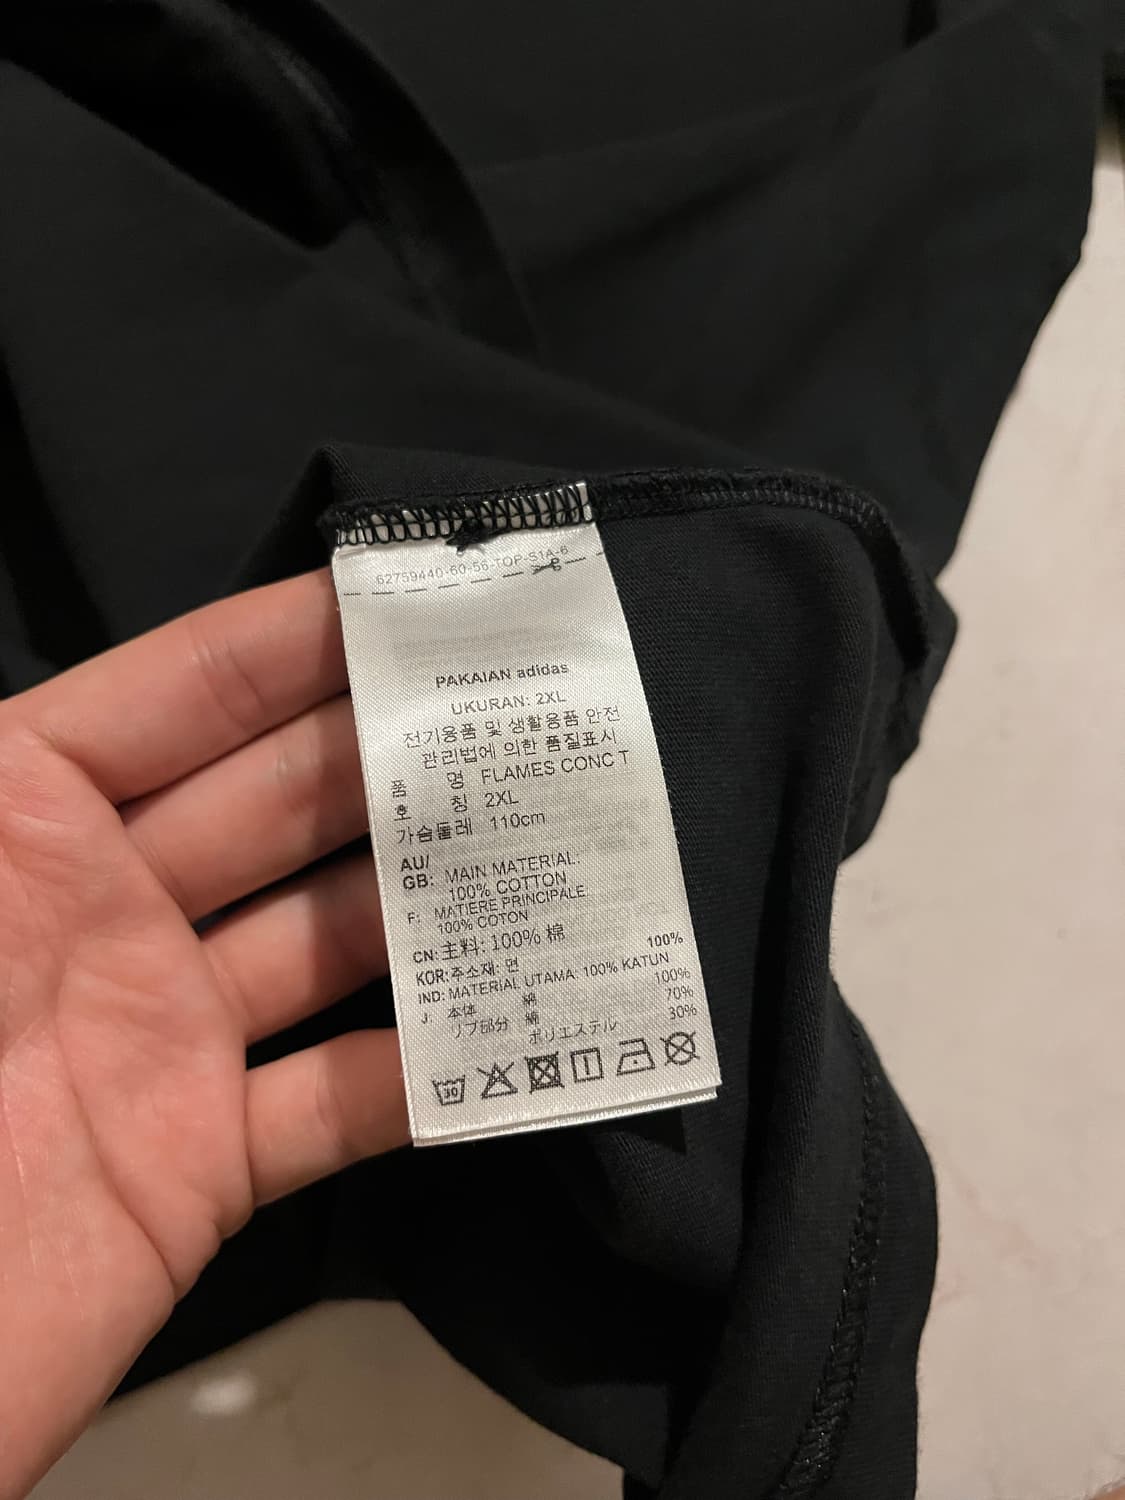 62759440-60-56-TOP-S1A-6
PAKAIAN adidas
UKURAN: 2XL
전기용품 및 생활용품 안전
관리법에 의한 품질표시
품 명 FLAMES CONC T
호 칭 2XL
가슴둘레 110cm
AU/
GB: MAIN MATERIAL:
100% COTTON
F: MATIERE PRINCIPALE
100% COTON
CN: 主料: 100% 棉
KOR: 주소재: 면 100%
IND: MATERIAL UTAMA: 100% KATUN
J: 本体 綿 100%
リブ部分 綿 70%
ポリエステル 30%
30